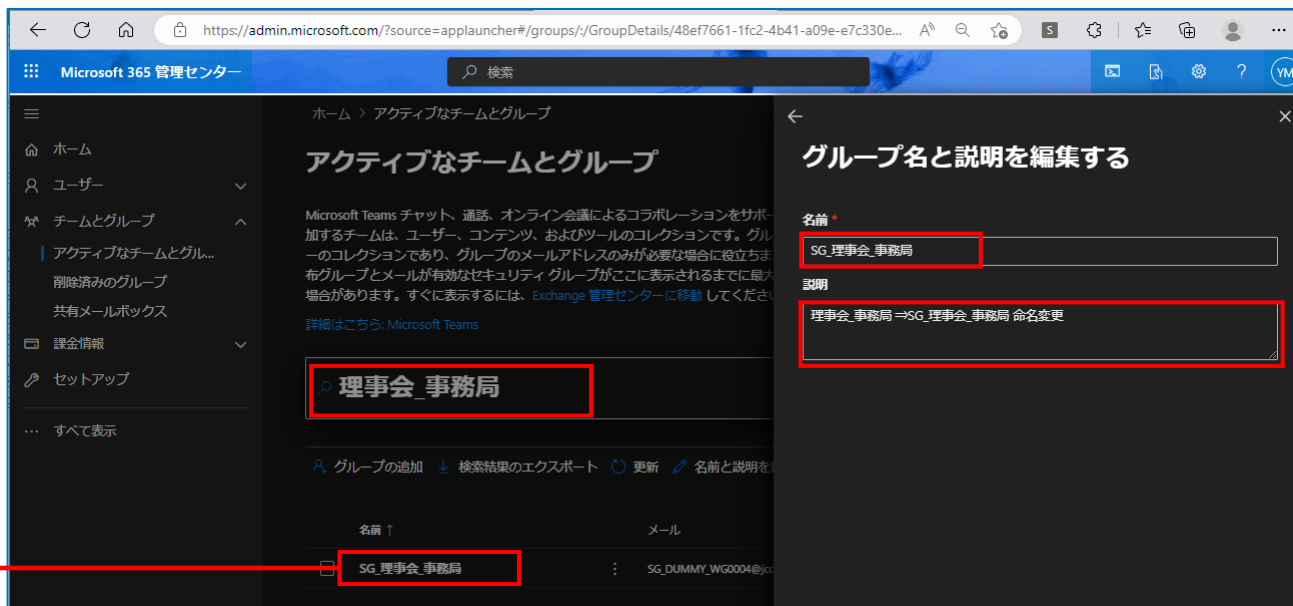 https://admin.microsoft.com/?source=applauncher#/groups/:/GroupDetails/48ef7661-1fc2-4b41-a09e-e7c330e...
Microsoft 365 管理センター
検索
YM
ホーム > アクティブなチームとグループ
ホーム
ユーザー
チームとグループ
アクティブなチームとグル...
削除済みのグループ
共有メールボックス
課金情報
セットアップ
すべて表示
アクティブなチームとグループ
Microsoft Teams チャット、通話、オンライン会議によるコラボレーションをサポー
加するチームは、ユーザー、コンテンツ、およびツールのコレクションです。グル
ーのコレクションであり、グループのメールアドレスのみが必要な場合に役立ちま
布グループとメールが有効なセキュリティ グループがここに表示されるまでに最大
場合があります。すぐに表示するには、Exchange 管理センターに移動 してくださ
詳細はこちら: Microsoft Teams
理事会_事務局
グループの追加 検索結果のエクスポート 更新 名前と説明を
名前 ↑ メール
SG_理事会_事務局 SG_DUMMY_WG0004@jcc
グループ名と説明を編集する
名前 *
SG_理事会_事務局
説明
理事会_事務局 ⇒SG_理事会_事務局 命名変更